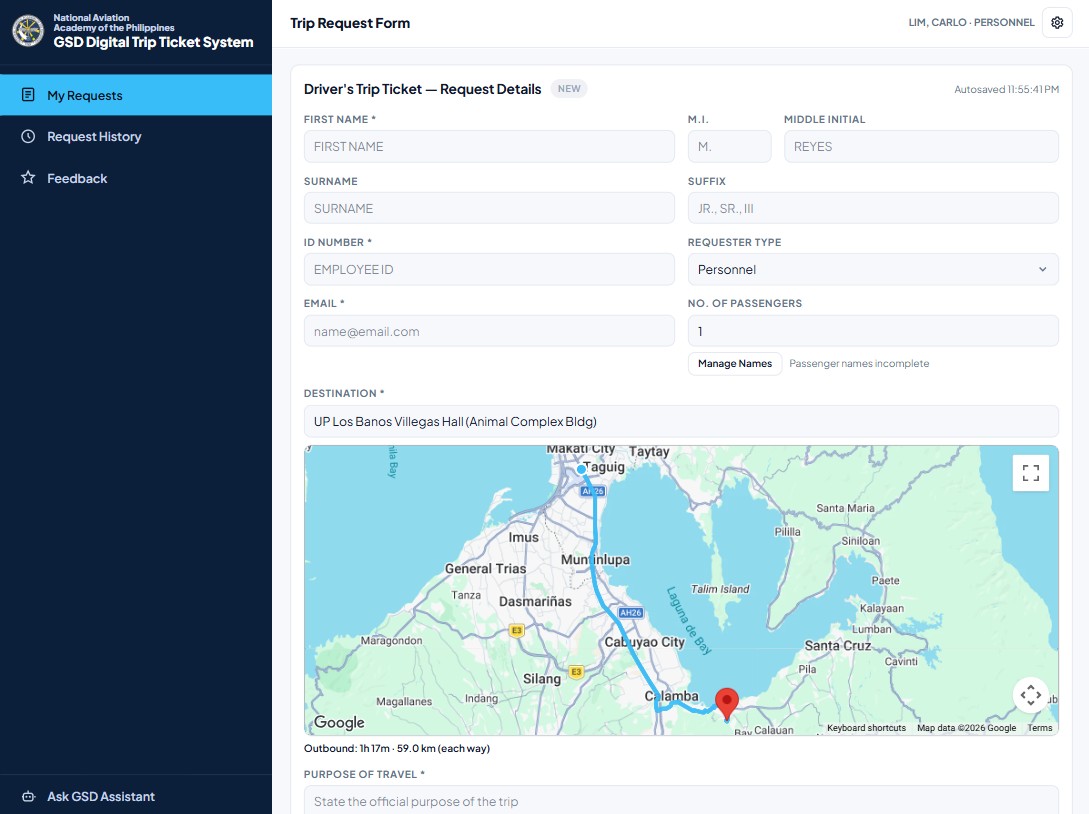 National Aviation
Academy of the Philippines
GSD Digital Trip Ticket System
My Requests
Request History
Feedback
Ask GSD Assistant
Trip Request Form
LIM, CARLO · PERSONNEL
Driver's Trip Ticket — Request Details
NEW
Autosaved 11:55:41 PM
FIRST NAME *
M.I.
MIDDLE INITIAL
FIRST NAME
M.
REYES
SURNAME
SUFFIX
SURNAME
JR., SR., III
ID NUMBER *
REQUESTER TYPE
EMPLOYEE ID
Personnel
EMAIL *
NO. OF PASSENGERS
name@email.com
1
Manage Names
Passenger names incomplete
DESTINATION *
UP Los Banos Villegas Hall (Animal Complex Bldg)
Makati City
Taytay
Taguig
AH26
Santa Maria
Pililla
Siniloan
Imus
Muntinlupa
General Trias
Talim Island
Paete
Tanza
Dasmariñas
Kalayaan
AH26
Laguna de Bay
Lumban
E3
Maragondon
Cabuyao City
Santa Cruz
Cavinti
Pila
E3
Silang
Calamba
Magallanes
Indang
Google
Bay
Calauan
Keyboard shortcuts
Map data ©2026 Google
Terms
Outbound: 1h 17m · 59.0 km (each way)
PURPOSE OF TRAVEL *
State the official purpose of the trip